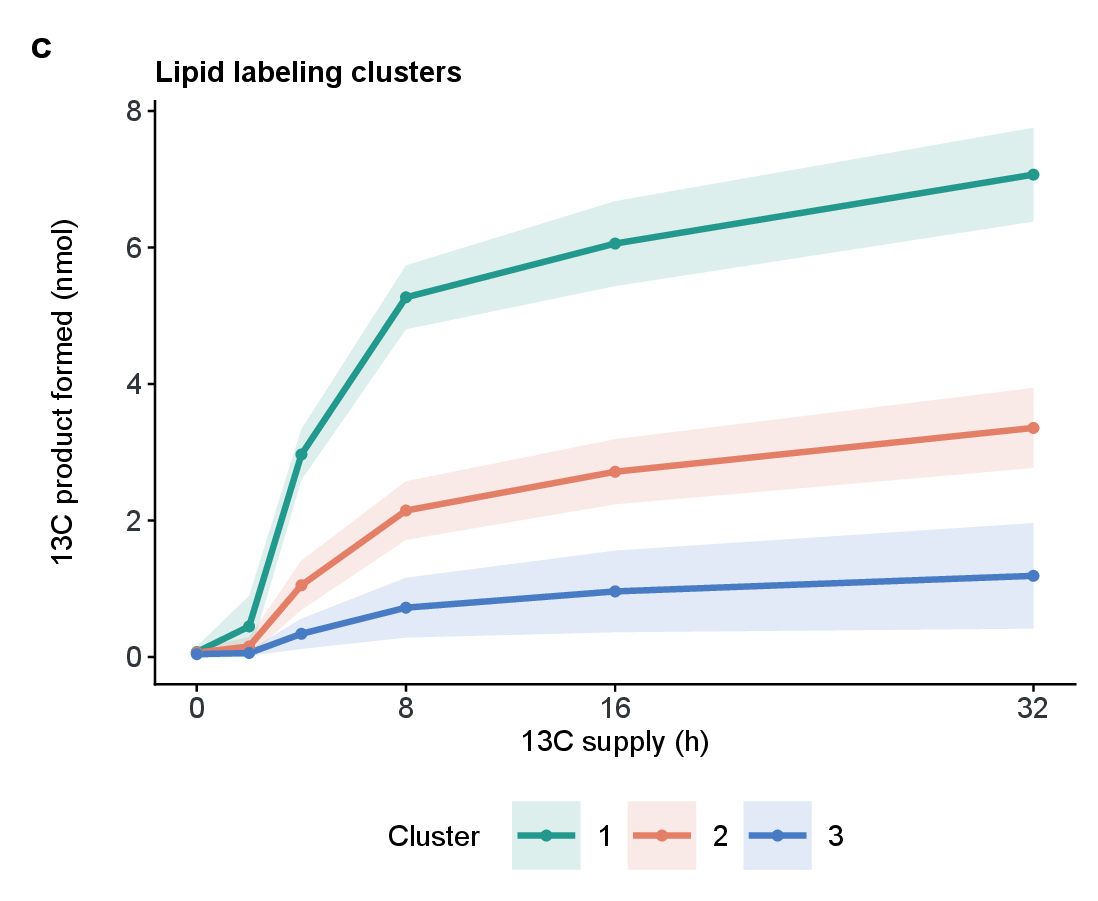 c
Lipid labeling clusters
8
6
4
2
0
13C product formed (nmol)
0 8 16 32
13C supply (h)
Cluster 1 2 3